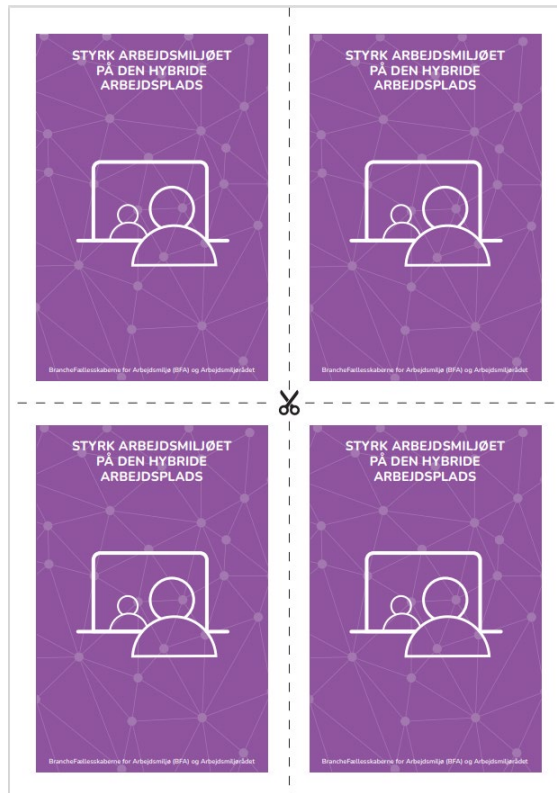 STYRK ARBEJDSMILJØET
PÅ DEN HYBRIDE
ARBEJDSPLADS
BrancheFællesskaberne for Arbejdsmiljø (BFA) og Arbejdsmiljørådet
STYRK ARBEJDSMILJØET
PÅ DEN HYBRIDE
ARBEJDSPLADS
BrancheFællesskaberne for Arbejdsmiljø (BFA) og Arbejdsmiljørådet
STYRK ARBEJDSMILJØET
PÅ DEN HYBRIDE
ARBEJDSPLADS
BrancheFællesskaberne for Arbejdsmiljø (BFA) og Arbejdsmiljørådet
STYRK ARBEJDSMILJØET
PÅ DEN HYBRIDE
ARBEJDSPLADS
BrancheFællesskaberne for Arbejdsmiljø (BFA) og Arbejdsmiljørådet